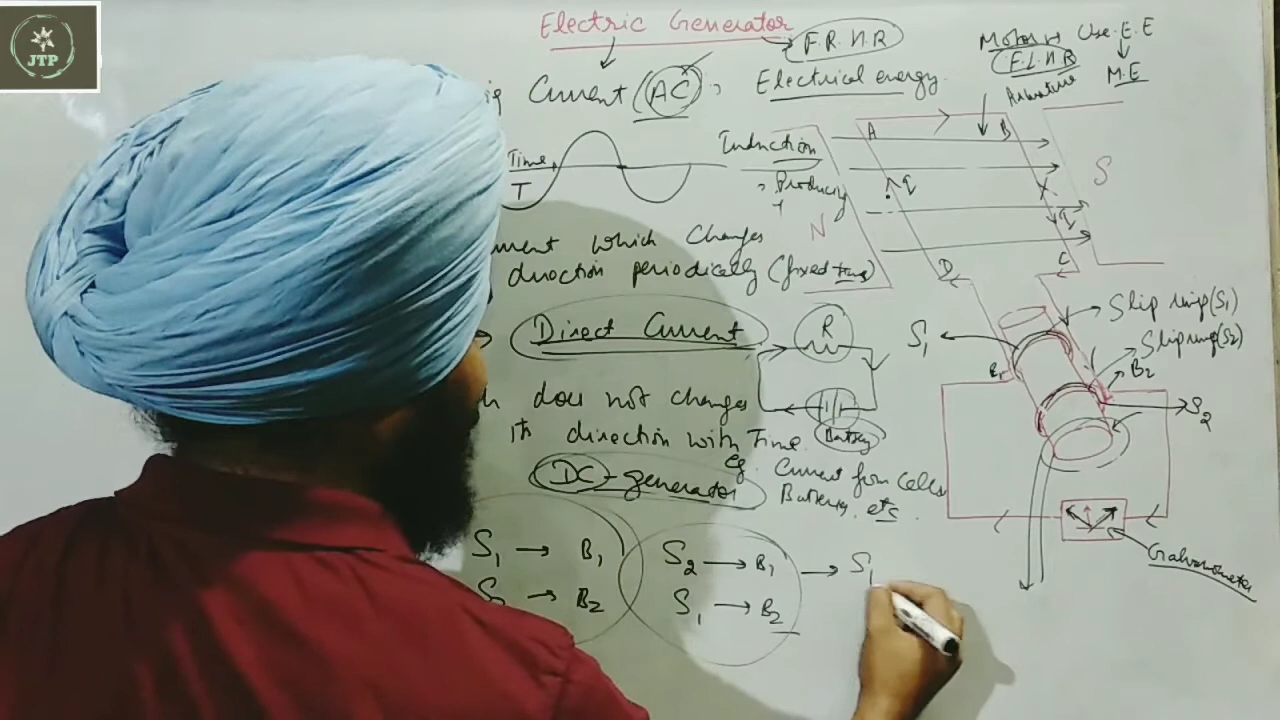 JTP
Electric Generator
F.R.H.R
Motor → Use E.E
F.L.H.R
M.E
Current (AC) , Electrical energy.
Armature
A
B
Time
T
Induction
S
N
D
C
which changes
direction periodically (fixed time)
Direct Current
R
S1
Slip ring (S1)
Slip ring (S2)
B1
B2
S2
does not changes
its direction with Time.
Battery
DC-generator
eg. Current from cells
Battery etc.
S1 → B1
S2 → B1 → S1
→ B2
S1 → B2
Galvanometer